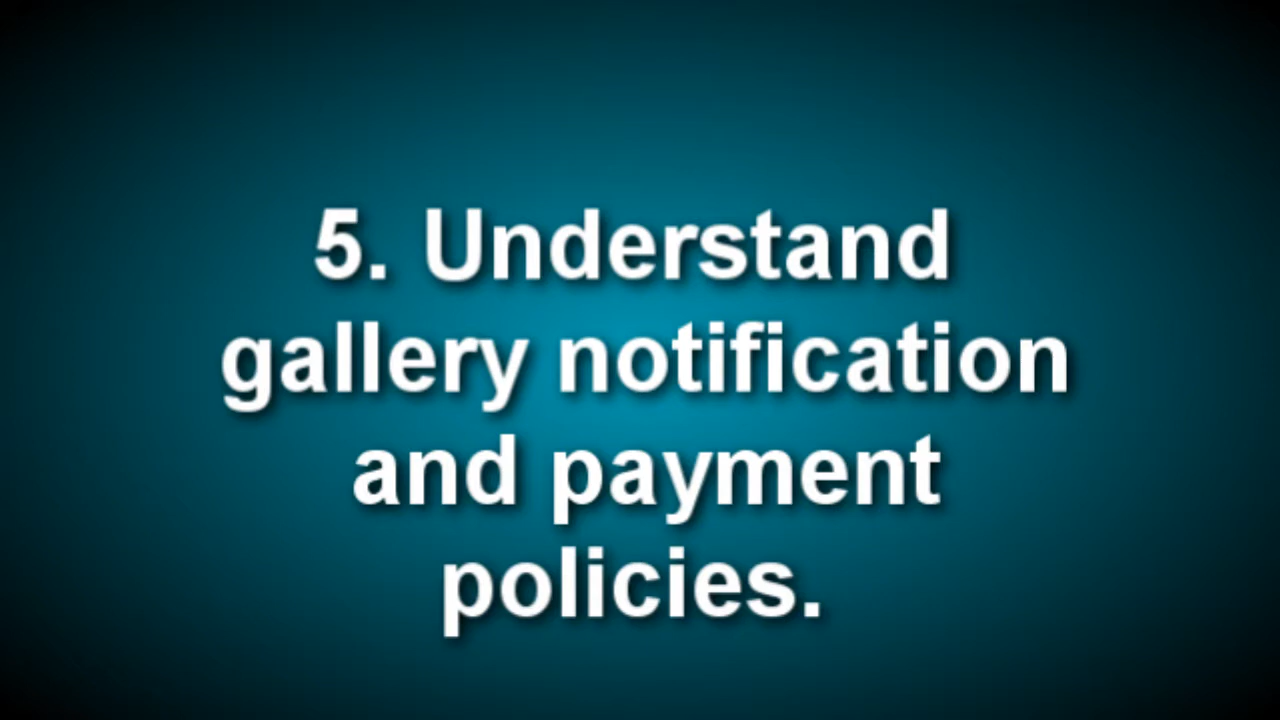 5. Understand
gallery notification
and payment
policies.